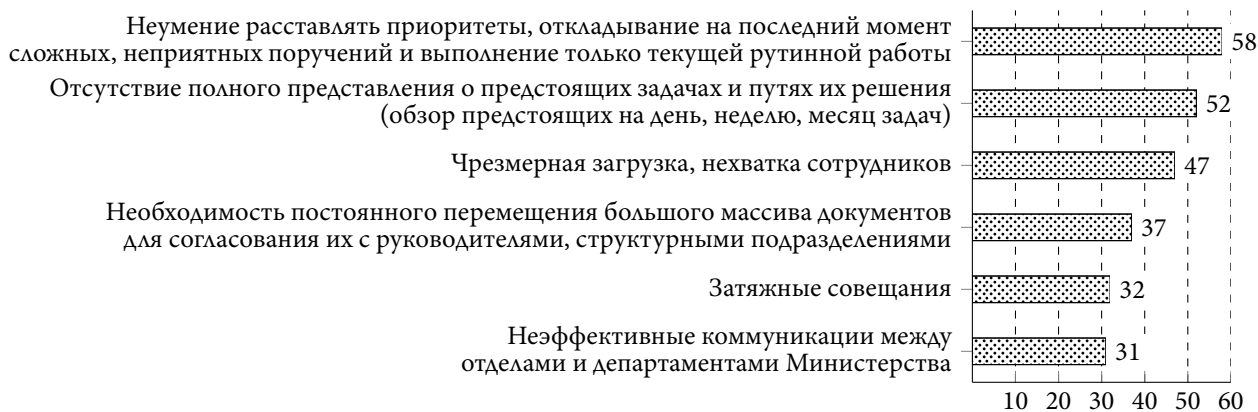 Неумение расставлять приоритеты, откладывание на последний момент
сложных, неприятных поручений и выполнение только текущей рутинной работы
58
Отсутствие полного представления о предстоящих задачах и путях их решения
(обзор предстоящих на день, неделю, месяц задач)
52
Чрезмерная загрузка, нехватка сотрудников
47
Необходимость постоянного перемещения большого массива документов
для согласования их с руководителями, структурными подразделениями
37
Затяжные совещания
32
Неэффективные коммуникации между
отделами и департаментами Министерства
31
10 20 30 40 50 60